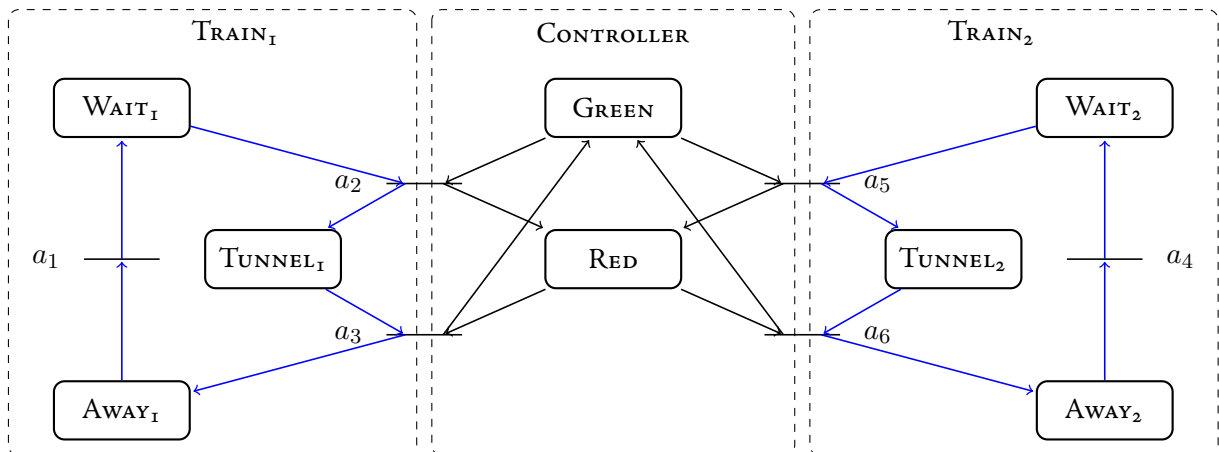 Train₁ Controller Train₂
Wait₁ Green Wait₂
a₂ a₅
a₁ Tunnel₁ Red Tunnel₂ a₄
a₃ a₆
Away₁ Away₂